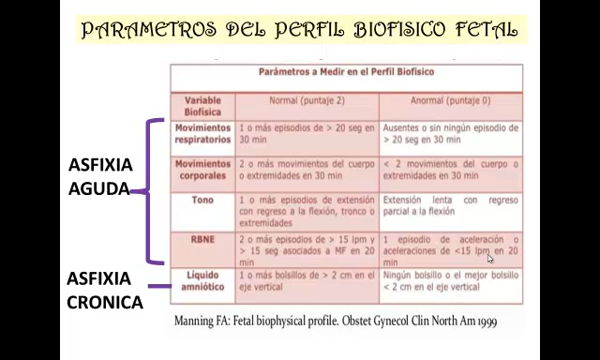 PARAMETROS DEL PERFIL BIOFISICO FETAL
Parámetros a Medir en el Perfil Biofísico
Variable Biofísica
Normal (puntaje 2)
Anormal (puntaje 0)
Movimientos respiratorios
1 o más episodios de > 20 seg en
30 min
Ausentes o sin ningún episodio de
> 20 seg en 30 min
Movimientos corporales
2 o más movimientos del cuerpo
o extremidades en 30 min
< 2 movimientos del cuerpo o
extremidades en 30 min
Tono
1 o más episodios de extensión
con regreso a la flexión, tronco o
extremidades
Extensión lenta con regreso
parcial a la flexión
RBNE
2 o más episodios de > 15 lpm y
> 15 seg asociados a MF en 20
min
1 episodio de aceleración o
aceleraciones de <15 lpm en 20
min
Líquido amniótico
1 o más bolsillos de > 2 cm en el
eje vertical
Ningún bolsillo o el mejor bolsillo
< 2 cm en el eje vertical
ASFIXIA
AGUDA
ASFIXIA
CRONICA
Manning FA: Fetal biophysical profile. Obstet Gynecol Clin North Am 1999